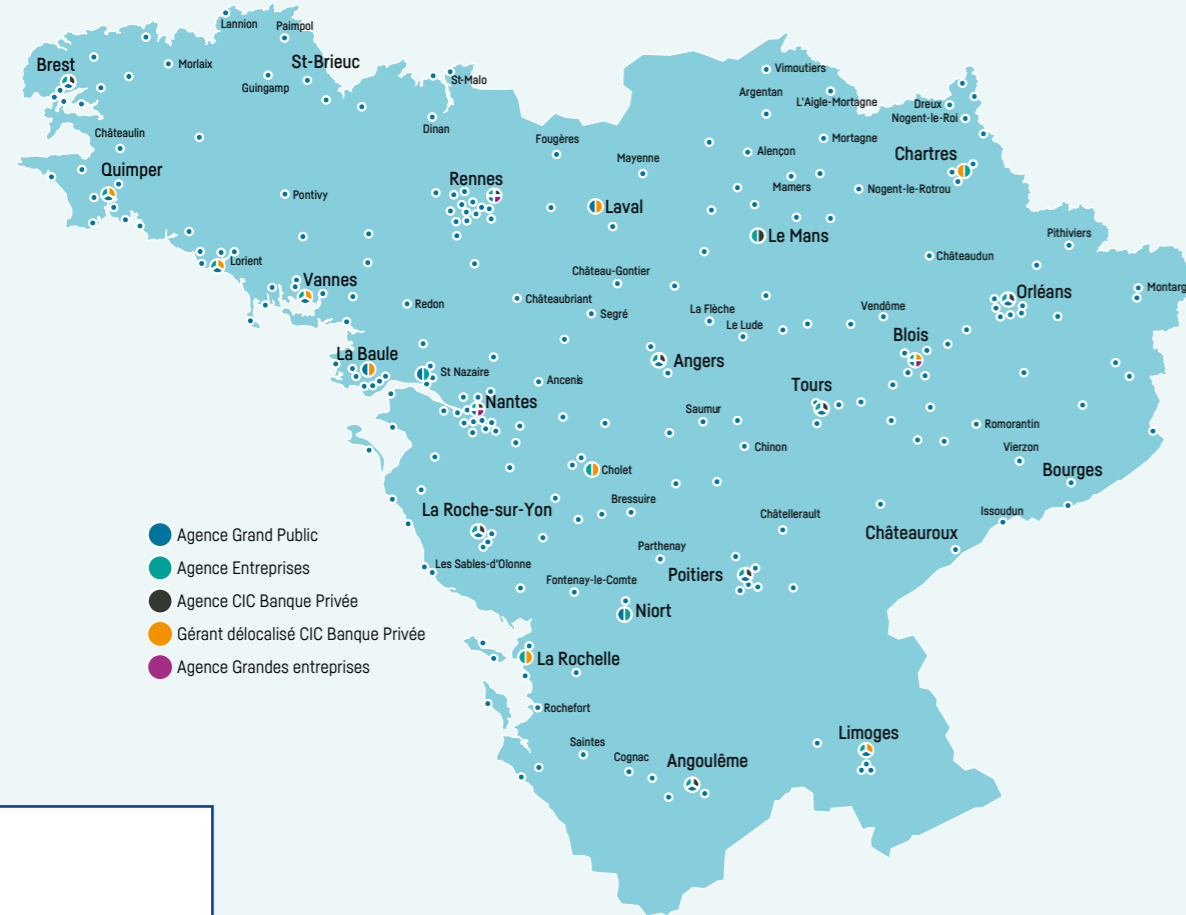 Lannion
Paimpol
Brest
Morlaix
St-Brieuc
Guingamp
St-Malo
Vimoutiers
Argentan
L'Aigle-Mortagne
Dreux
Nogent-le-Roi
Châteaulin
Dinan
Fougères
Mortagne
Mayenne
Alençon
Chartres
Quimper
Rennes
Mamers
Nogent-le-Rotrou
Pontivy
Laval
Le Mans
Pithiviers
Lorient
Châteaudun
Vannes
Château-Gontier
Orléans
Montarg
Redon
Châteaubriant
Segré
La Flèche
Vendôme
Le Lude
Blois
La Baule
Angers
St Nazaire
Ancenis
Tours
Nantes
Saumur
Romorantin
Chinon
Vierzon
Cholet
Bourges
Bressuire
La Roche-sur-Yon
Châtellerault
Issoudun
Châteauroux
Agence Grand Public
Agence Entreprises
Agence CIC Banque Privée
Gérant délocalisé CIC Banque Privée
Agence Grandes entreprises
Parthenay
Les Sables-d'Olonne
Poitiers
Fontenay-le-Comte
Niort
La Rochelle
Rochefort
Limoges
Saintes
Cognac
Angoulême